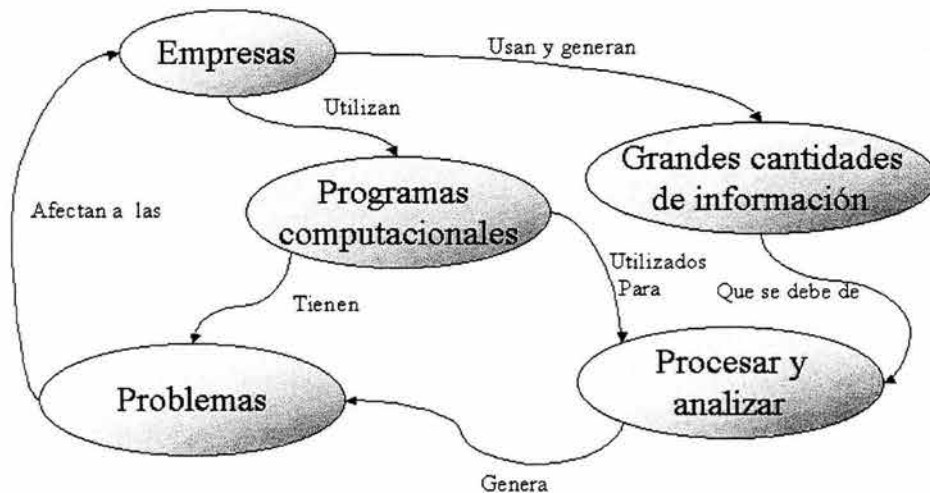 Empresas
Usan y generan
Utilizan
Grandes cantidades
de información
Programas
computacionales
Afectan a las
Utilizados
Para
Que se debe de
Tienen
Procesar y
analizar
Problemas
Genera